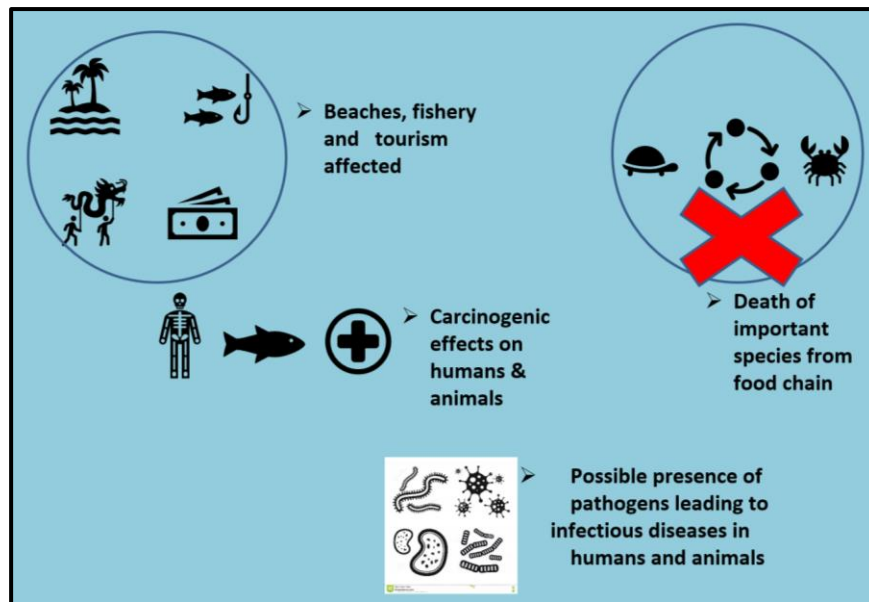 ➢ Beaches, fishery
and tourism
affected
➢ Carcinogenic
effects on
humans &
animals
➢ Death of
important
species from
food chain
➢ Possible presence of
pathogens leading to
infectious diseases in
humans and animals